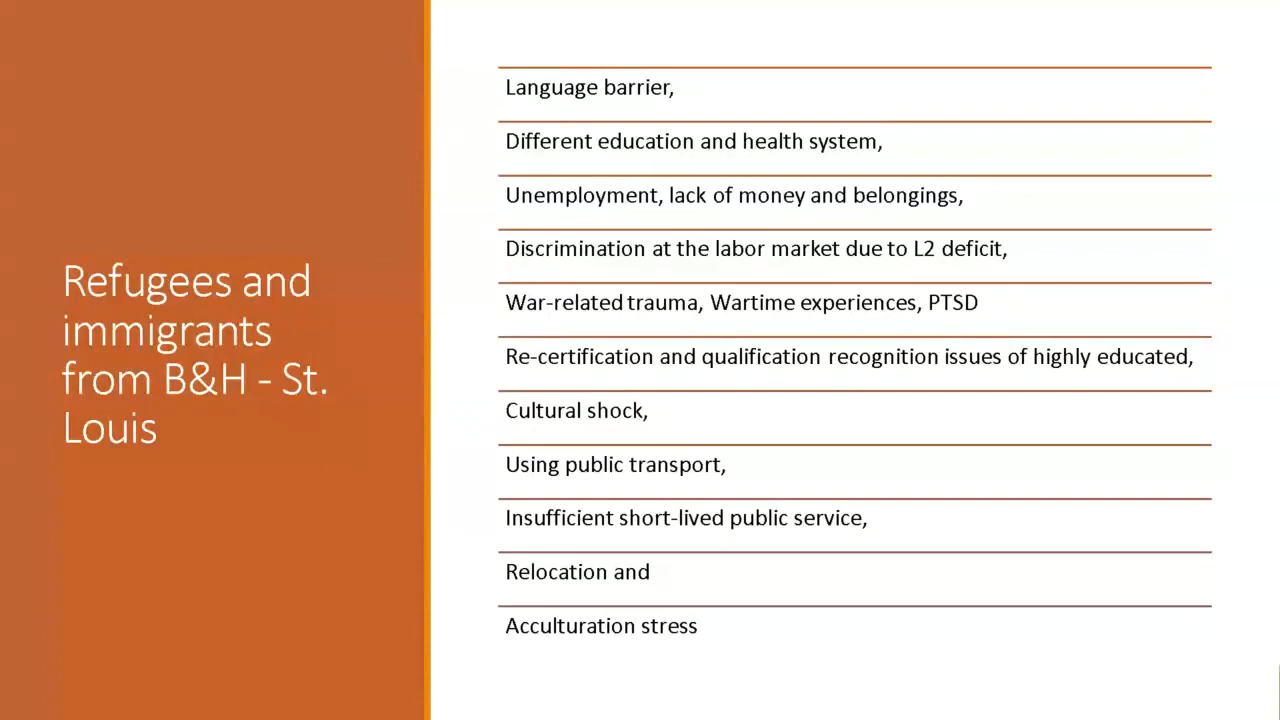 Refugees and
immigrants
from B&H - St.
Louis
Language barrier,
Different education and health system,
Unemployment, lack of money and belongings,
Discrimination at the labor market due to L2 deficit,
War-related trauma, Wartime experiences, PTSD
Re-certification and qualification recognition issues of highly educated,
Cultural shock,
Using public transport,
Insufficient short-lived public service,
Relocation and
Acculturation stress